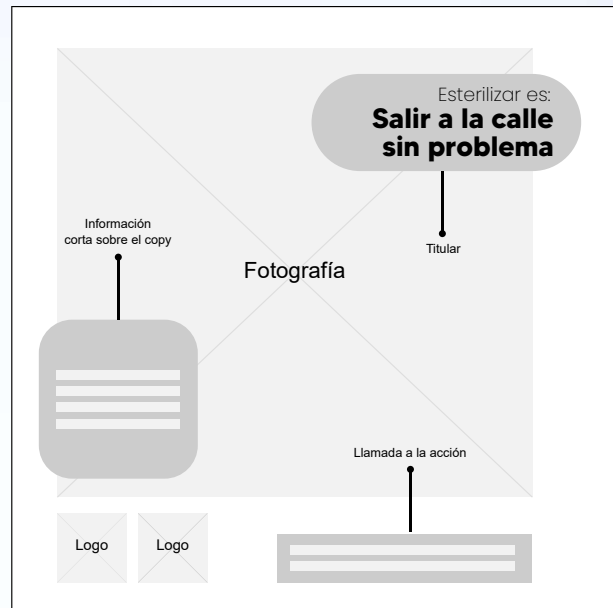 Esterilizar es:
Salir a la calle
sin problema
Información
corta sobre el copy
Titular
Fotografía
Llamada a la acción
Logo
Logo